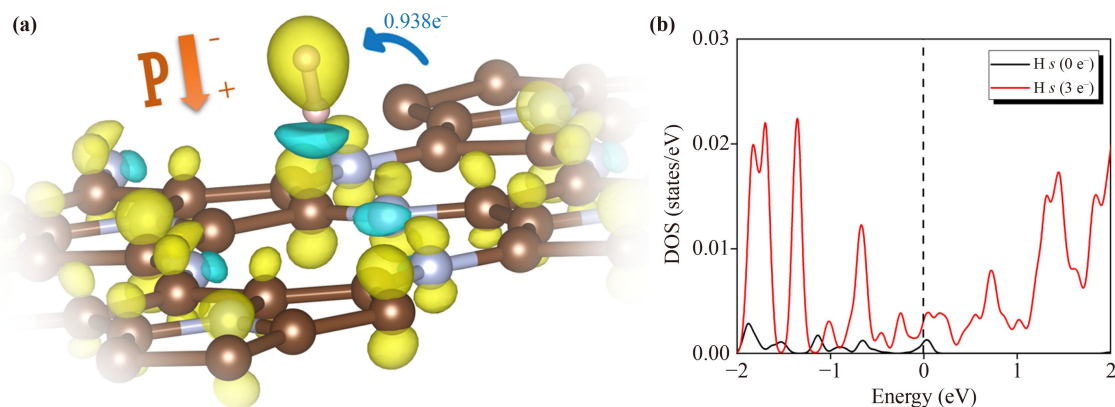 (a)
P
−
+
0.938e⁻
(b)
DOS (states/eV)
0.03
0.02
0.01
0.00
H s (0 e⁻)
H s (3 e⁻)
−2
−1
0
1
2
Energy (eV)